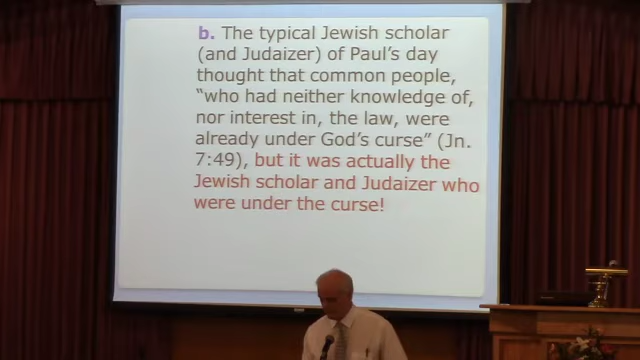 b. The typical Jewish scholar
(and Judaizer) of Paul's day
thought that common people,
“who had neither knowledge of,
nor interest in, the law, were
already under God's curse” (Jn.
7:49), but it was actually the
Jewish scholar and Judaizer who
were under the curse!